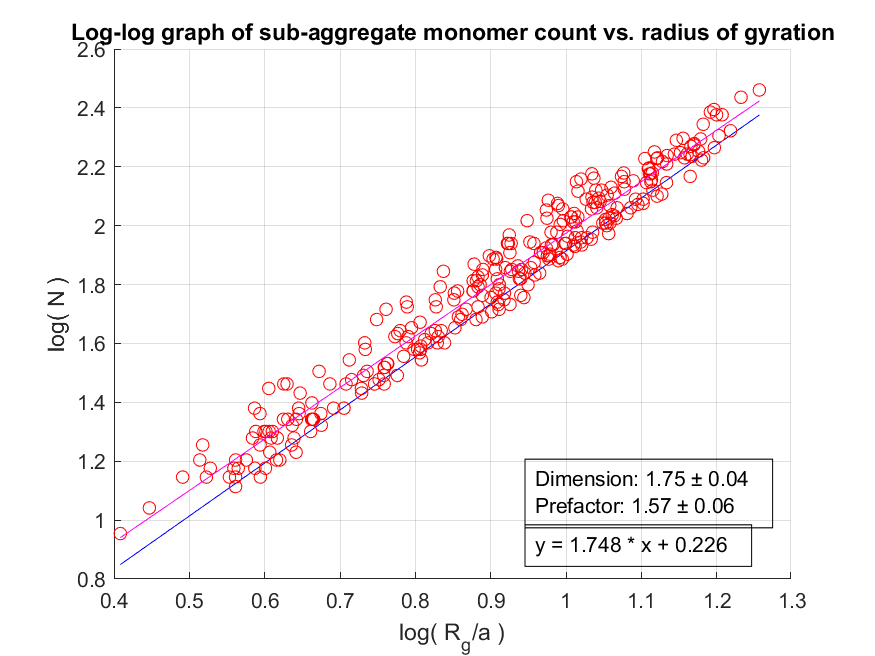 Log-log graph of sub-aggregate monomer count vs. radius of gyration
2.6
2.4
2.2
2
1.8
1.6
1.4
1.2
1
0.8
log( N )
Dimension: 1.75 ± 0.04
Prefactor: 1.57 ± 0.06
y = 1.748 * x + 0.226
0.4 0.5 0.6 0.7 0.8 0.9 1 1.1 1.2 1.3
log( R_g/a )